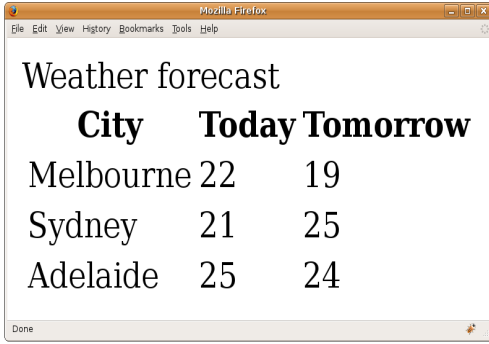 Mozilla Firefox
File Edit View History Bookmarks Tools Help
Weather forecast
City Today Tomorrow
Melbourne 22 19
Sydney 21 25
Adelaide 25 24
Done